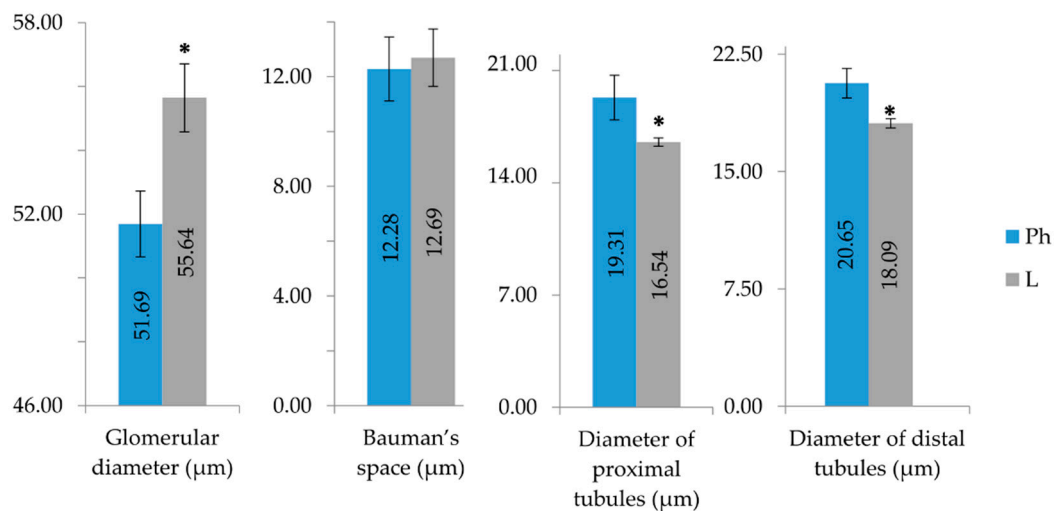 58.00
52.00
46.00
*
51.69
55.64
Glomerular
diameter (µm)
12.00
8.00
4.00
0.00
12.28
12.69
Bauman's
space (µm)
21.00
14.00
7.00
0.00
*
19.31
16.54
Diameter of
proximal
tubules (µm)
22.50
15.00
7.50
0.00
*
20.65
18.09
Diameter of distal
tubules (µm)
Ph
L